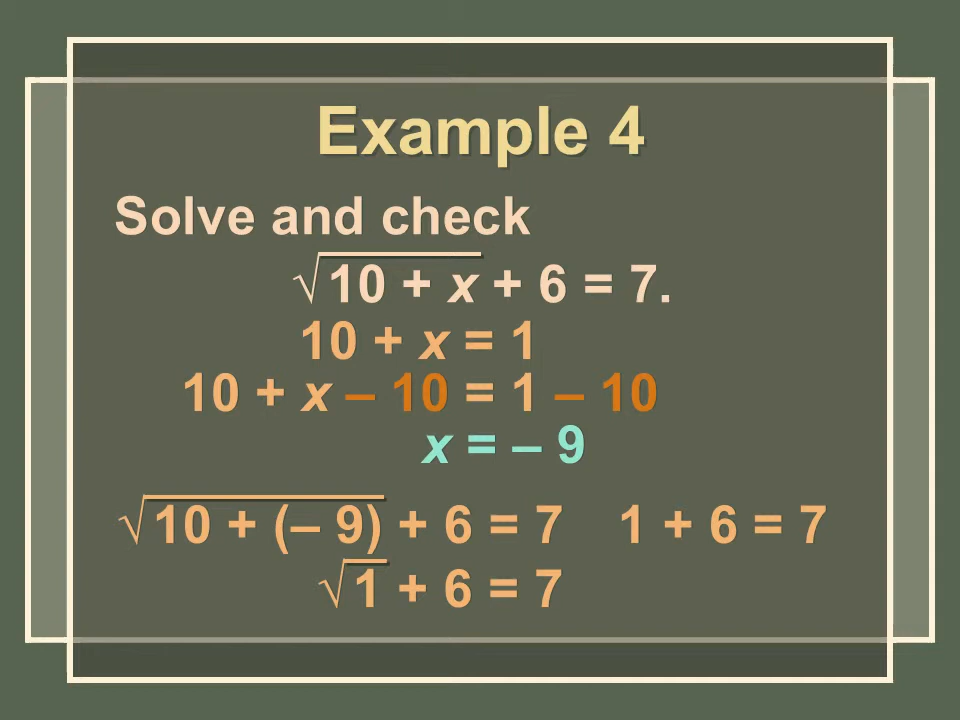 Example 4
Solve and check
√10 + x + 6 = 7.
10 + x = 1
10 + x – 10 = 1 – 10
x = – 9
√10 + (– 9) + 6 = 7 1 + 6 = 7
√1 + 6 = 7